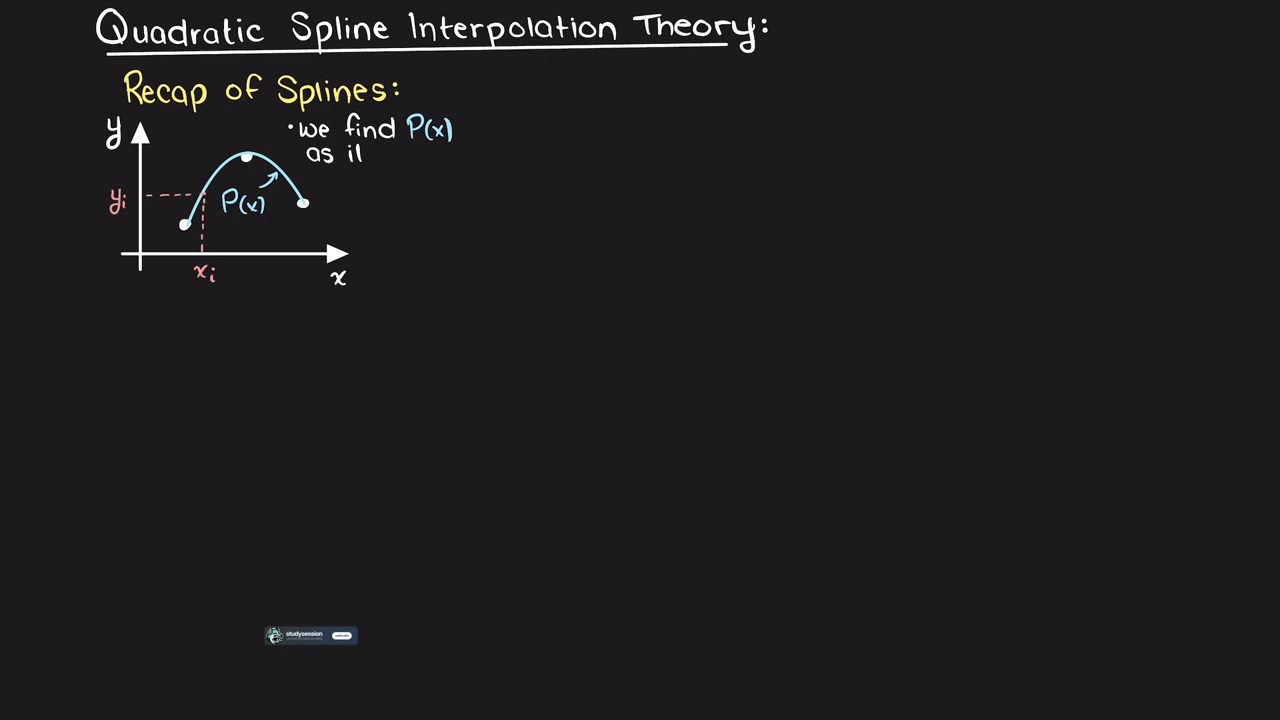 Quadratic Spline Interpolation Theory:
Recap of Splines:
y
• we find P(x)
as il
yi
P(x)
xi
x
studysession